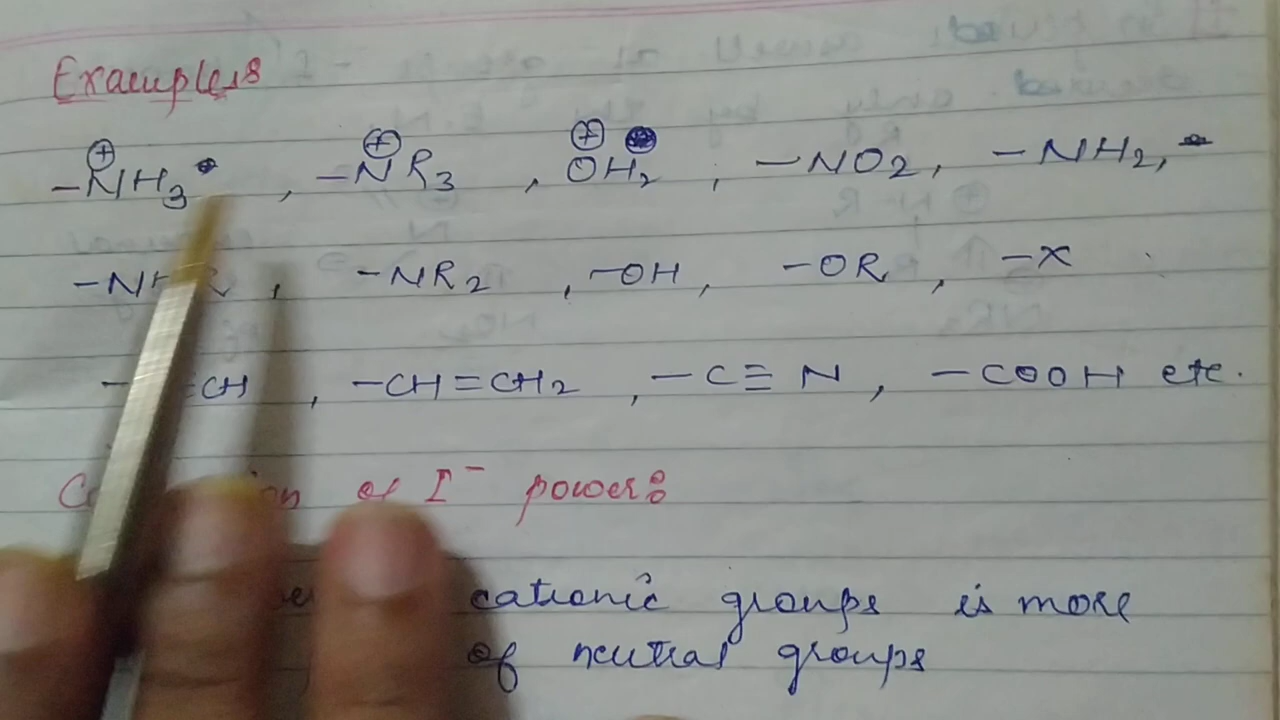 Examples
-⊕NH3, -⊕NR3, ⊕OH2, -NO2, -NH2,
, -NR2, -OH, -OR, -X
, -CH=CH2, -C≡N, -COOH etc.
of I⁻ power:
cationic groups is more
of neutral groups